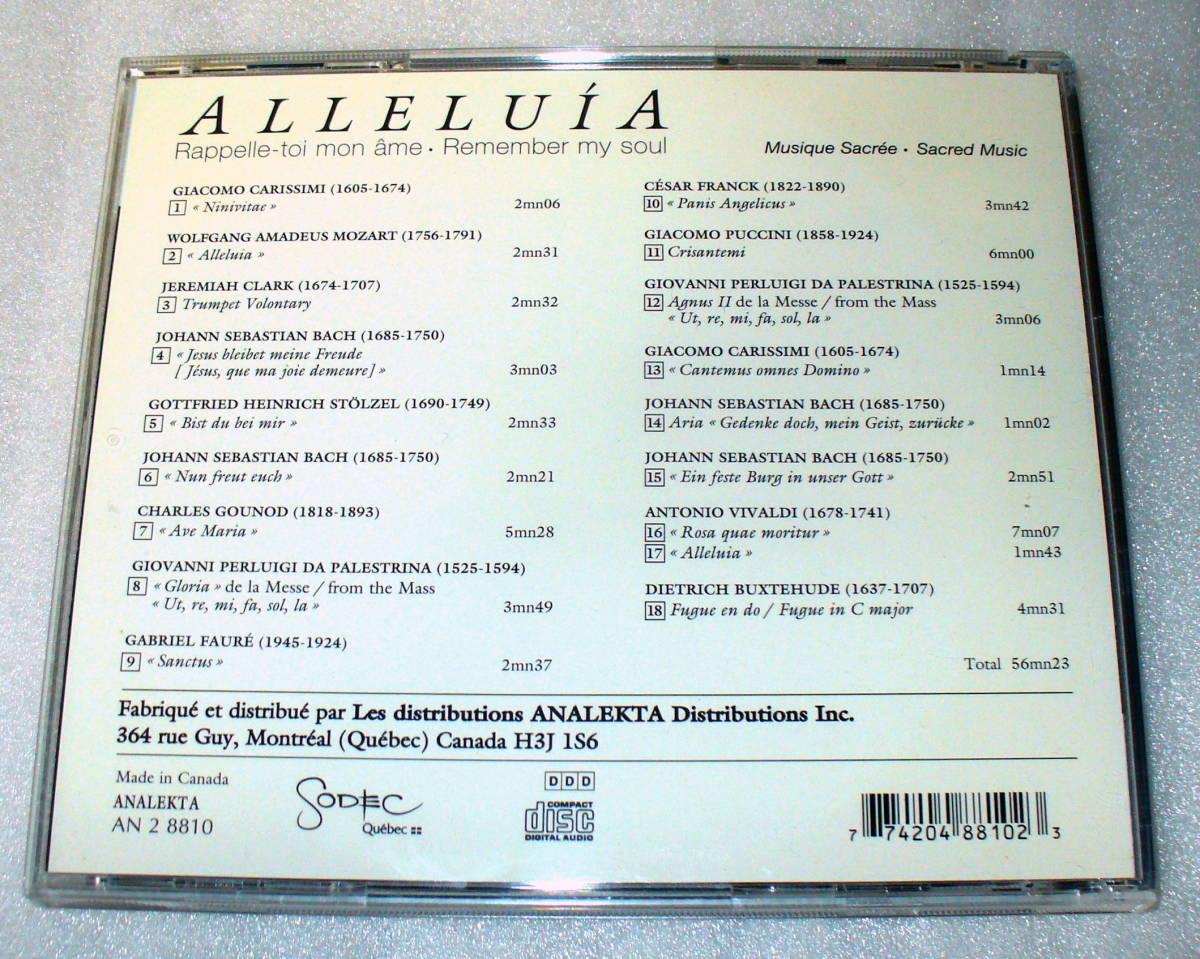 ALLELUÍA
Rappelle-toi mon âme · Remember my soul
Musique Sacrée · Sacred Music
GIACOMO CARISSIMI (1605-1674)
1 « Ninivitae » 2mn06
WOLFGANG AMADEUS MOZART (1756-1791)
2 « Alleluia » 2mn31
JEREMIAH CLARK (1674-1707)
3 Trumpet Volontary 2mn32
JOHANN SEBASTIAN BACH (1685-1750)
4 « Jesus bleibet meine Freude
[ Jésus, que ma joie demeure] » 3mn03
GOTTFRIED HEINRICH STÖLZEL (1690-1749)
5 « Bist du bei mir » 2mn33
JOHANN SEBASTIAN BACH (1685-1750)
6 « Nun freut euch » 2mn21
CHARLES GOUNOD (1818-1893)
7 « Ave Maria » 5mn28
GIOVANNI PERLUIGI DA PALESTRINA (1525-1594)
8 « Gloria » de la Messe / from the Mass
« Ut, re, mi, fa, sol, la » 3mn49
GABRIEL FAURÉ (1945-1924)
9 « Sanctus » 2mn37
CÉSAR FRANCK (1822-1890)
10 « Panis Angelicus » 3mn42
GIACOMO PUCCINI (1858-1924)
11 Crisantemi 6mn00
GIOVANNI PERLUIGI DA PALESTRINA (1525-1594)
12 Agnus II de la Messe / from the Mass
« Ut, re, mi, fa, sol, la » 3mn06
GIACOMO CARISSIMI (1605-1674)
13 « Cantemus omnes Domino » 1mn14
JOHANN SEBASTIAN BACH (1685-1750)
14 Aria « Gedenke doch, mein Geist, zurücke » 1mn02
JOHANN SEBASTIAN BACH (1685-1750)
15 « Ein feste Burg in unser Gott » 2mn51
ANTONIO VIVALDI (1678-1741)
16 « Rosa quae moritur » 7mn07
17 « Alleluia » 1mn43
DIETRICH BUXTEHUDE (1637-1707)
18 Fugue en do / Fugue in C major 4mn31
Total 56mn23
Fabriqué et distribué par Les distributions ANALEKTA Distributions Inc.
364 rue Guy, Montréal (Québec) Canada H3J 1S6
Made in Canada
ANALEKTA
AN 2 8810
SODEC
Québec
DDD
COMPACT
disc
DIGITAL AUDIO
7 74204 88102 3